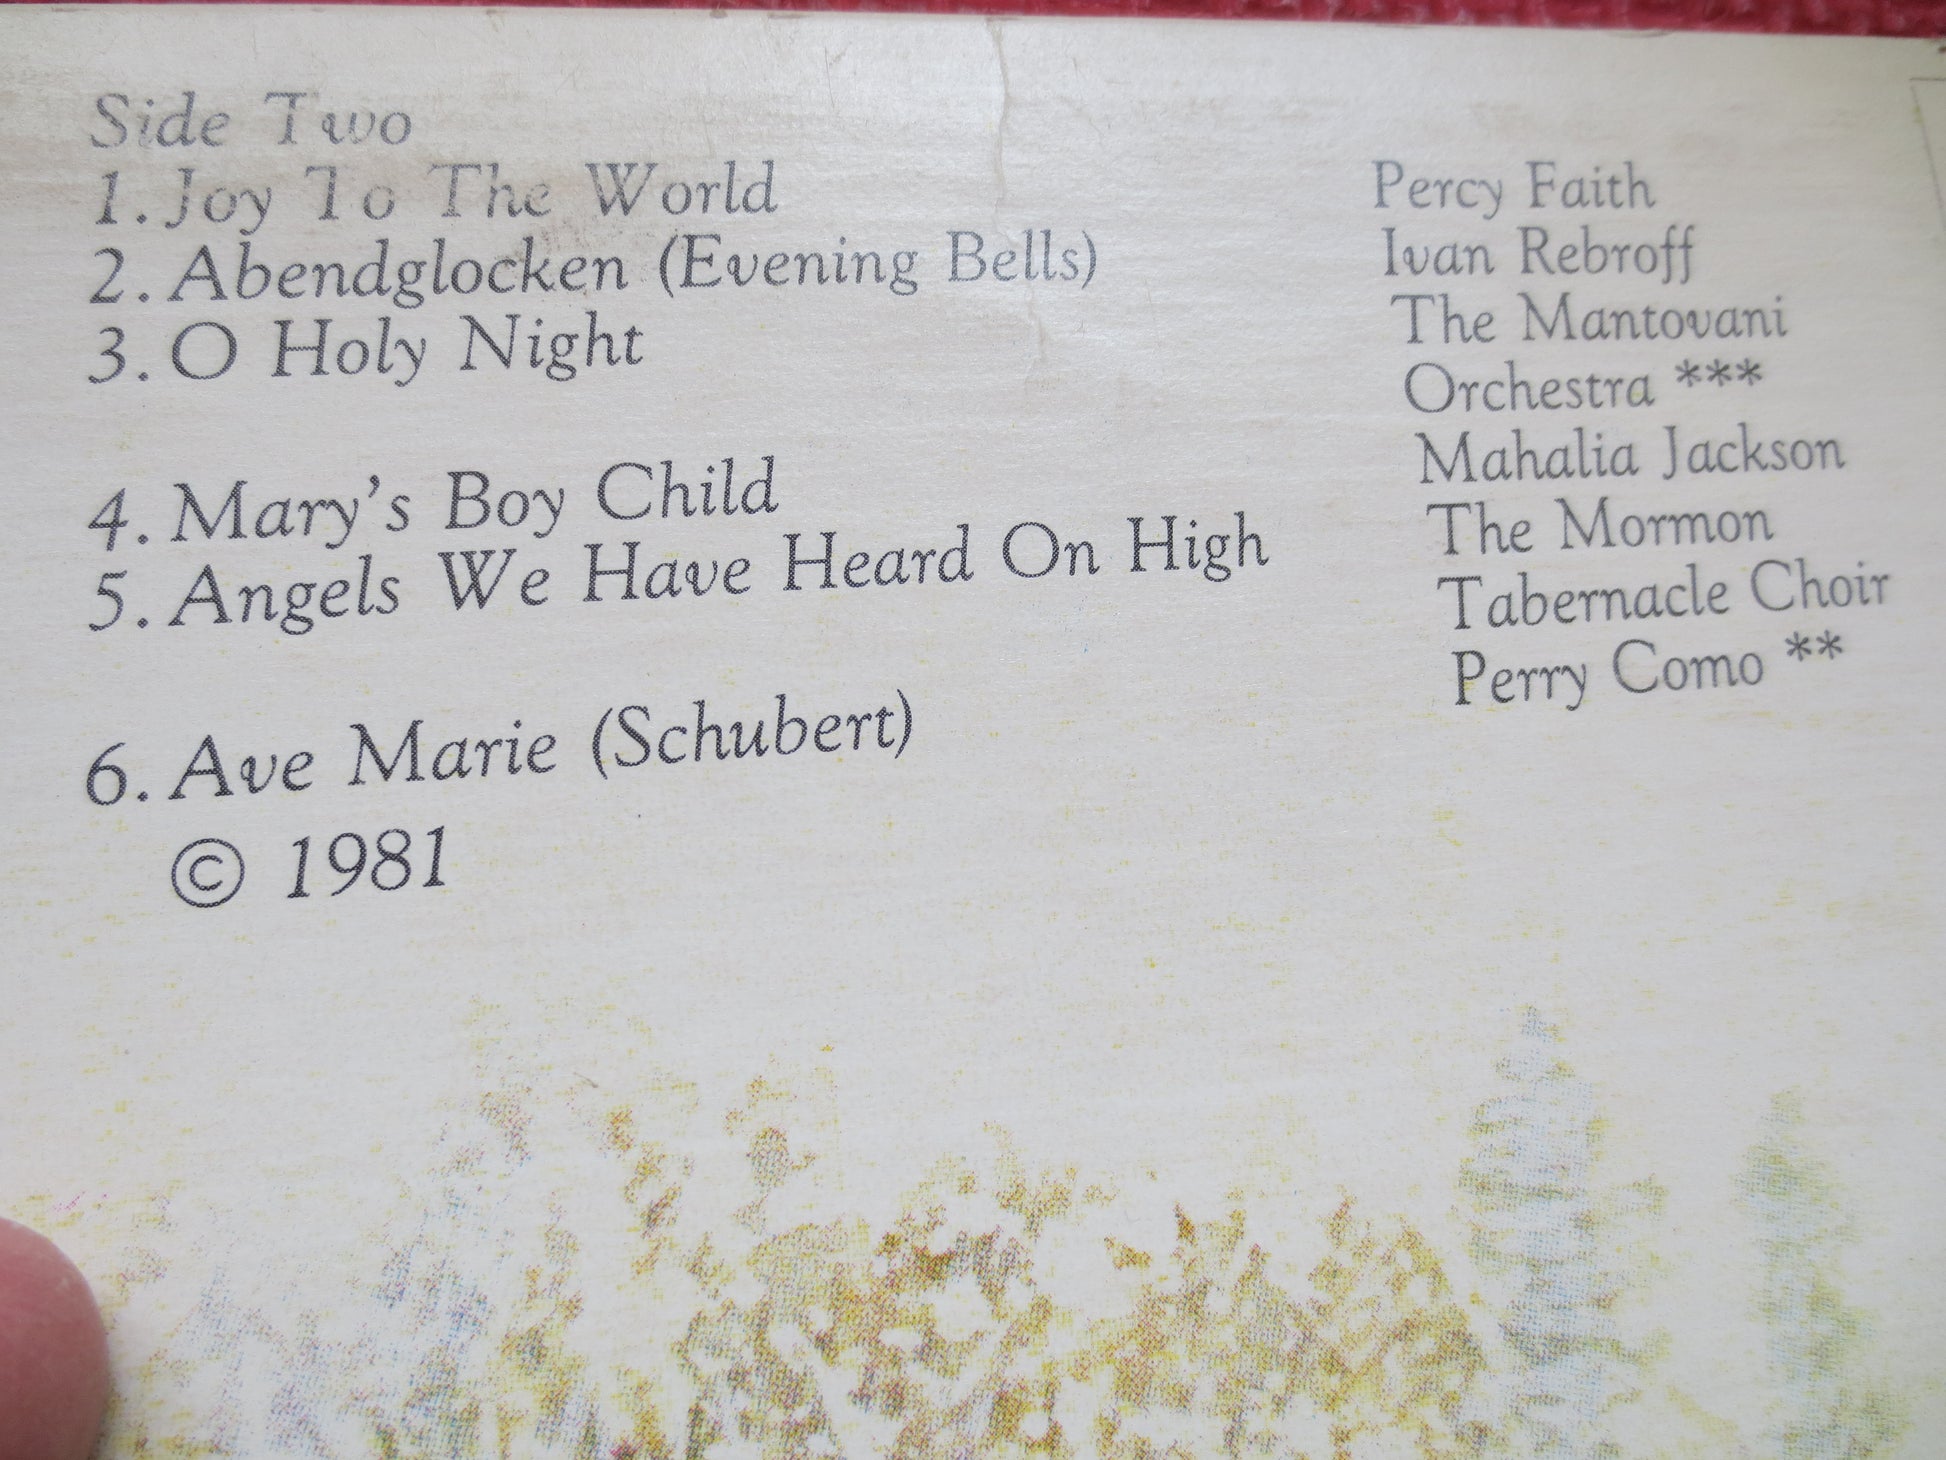 Side Two
1. Joy To The World Percy Faith
2. Abendglocken (Evening Bells) Ivan Rebroff
3. O Holy Night The Mantovani
Orchestra ***
4. Mary's Boy Child Mahalia Jackson
5. Angels We Have Heard On High The Mormon
Tabernacle Choir
6. Ave Marie (Schubert) Perry Como **
© 1981